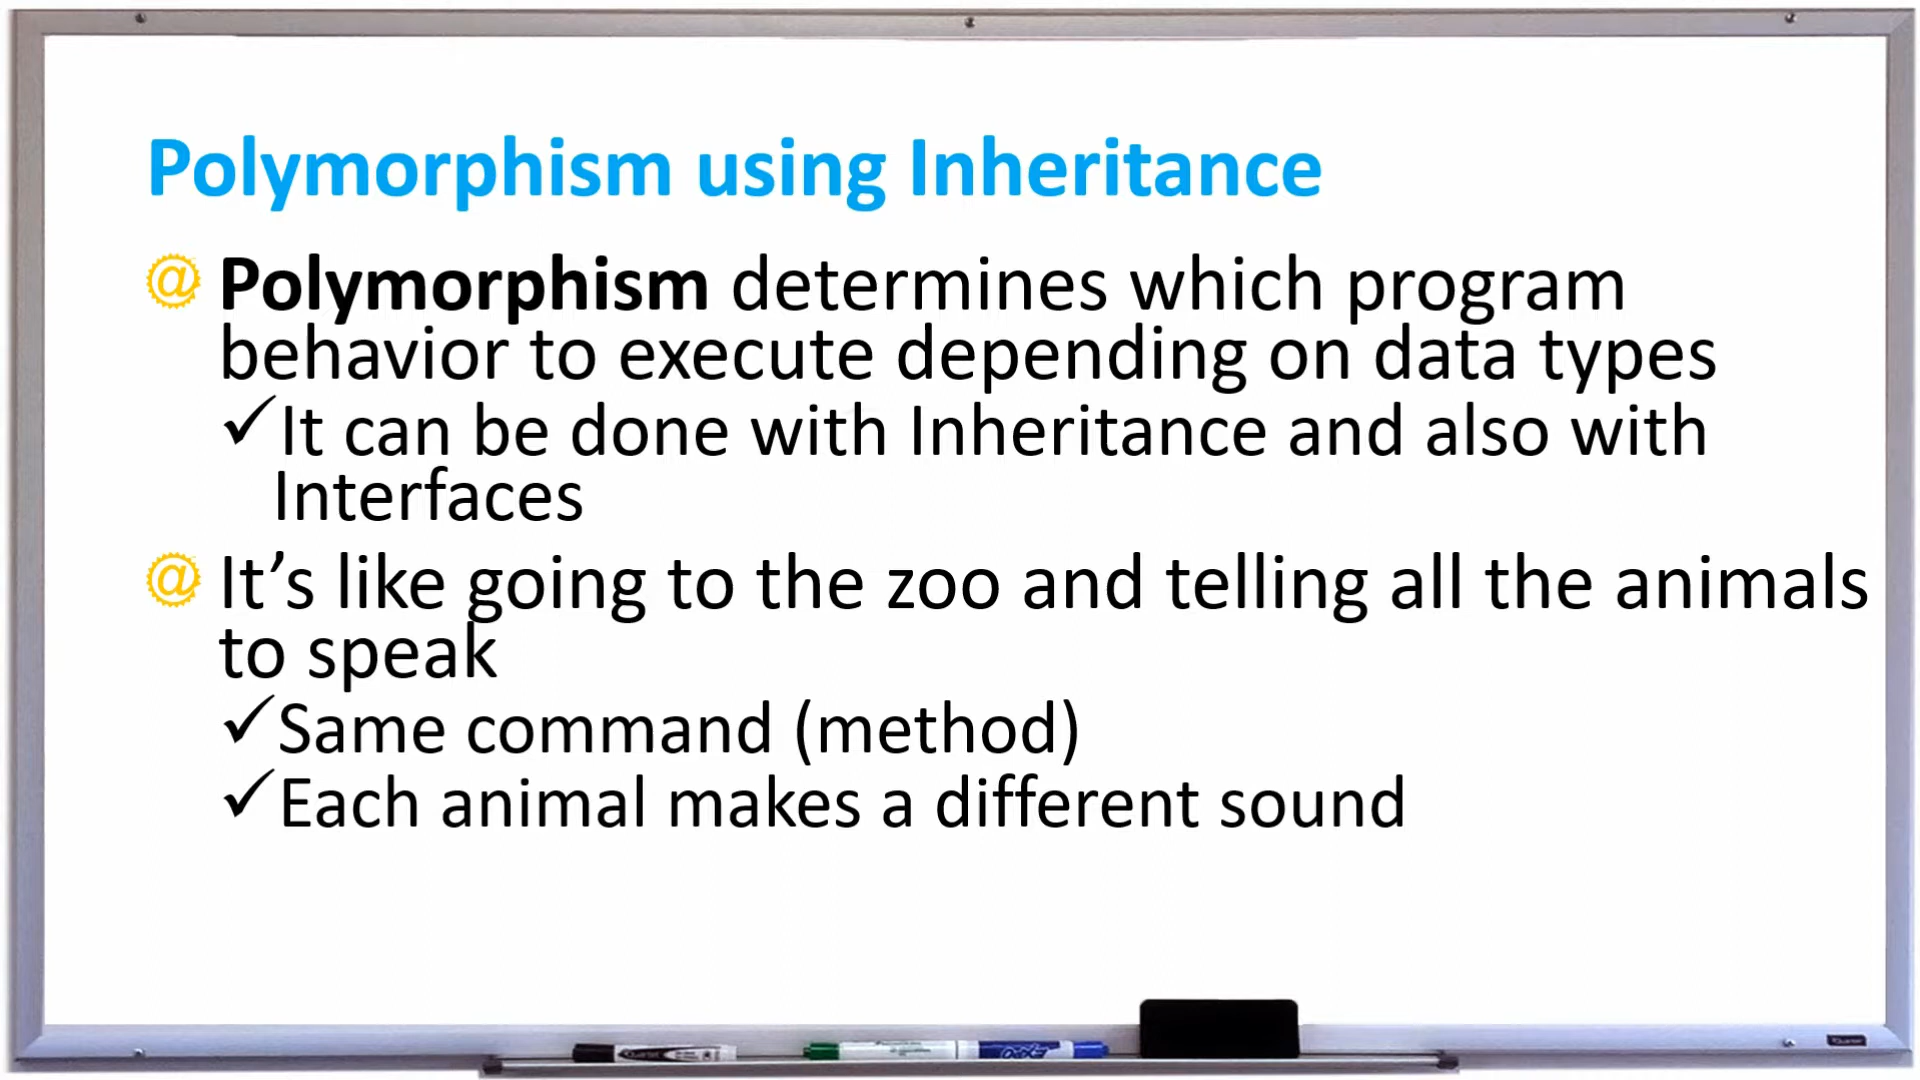 Polymorphism using Inheritance
@ Polymorphism determines which program
behavior to execute depending on data types
✓It can be done with Inheritance and also with
Interfaces
@ It’s like going to the zoo and telling all the animals
to speak
✓Same command (method)
✓Each animal makes a different sound
Quartet